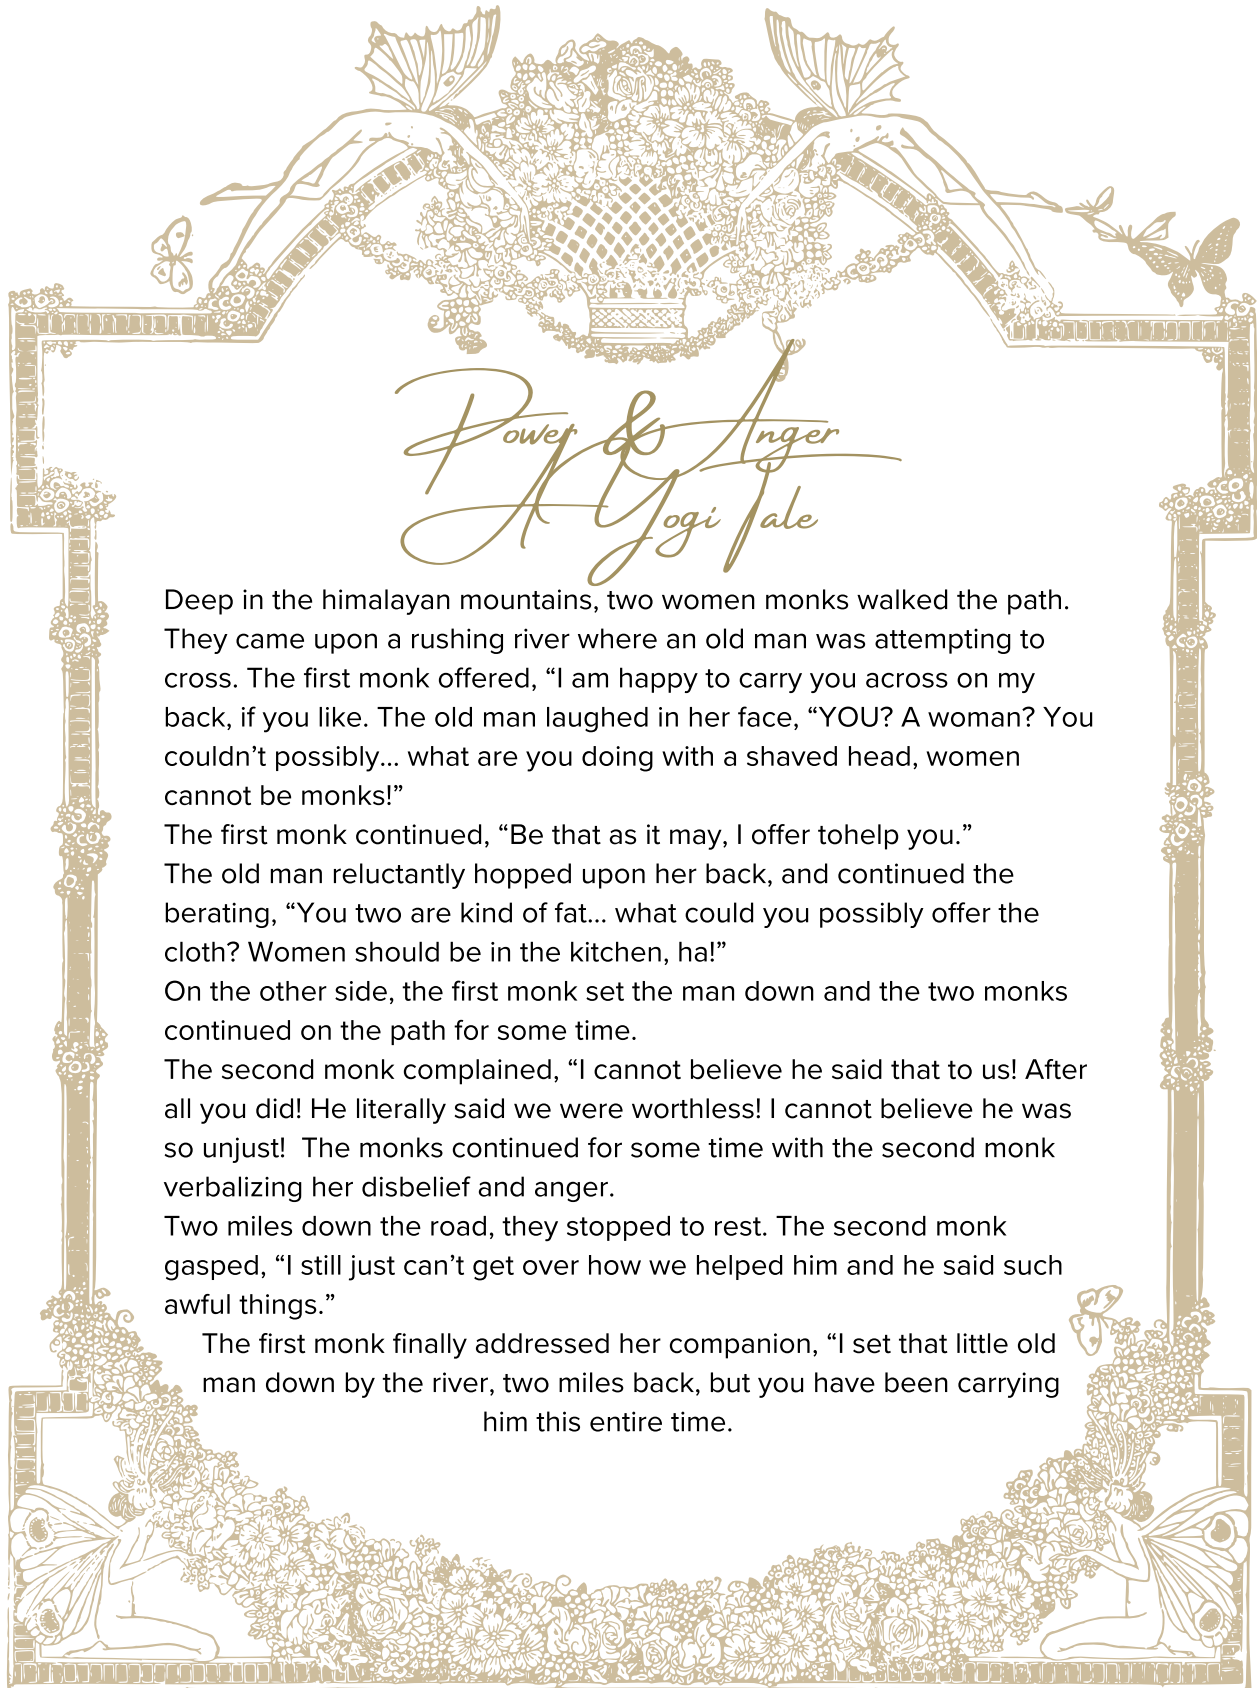 Power & Anger
A Yogi Tale
Deep in the himalayan mountains, two women monks walked the path.
They came upon a rushing river where an old man was attempting to
cross. The first monk offered, “I am happy to carry you across on my
back, if you like. The old man laughed in her face, “YOU? A woman? You
couldn’t possibly... what are you doing with a shaved head, women
cannot be monks!”
The first monk continued, “Be that as it may, I offer tohelp you.”
The old man reluctantly hopped upon her back, and continued the
berating, “You two are kind of fat... what could you possibly offer the
cloth? Women should be in the kitchen, ha!”
On the other side, the first monk set the man down and the two monks
continued on the path for some time.
The second monk complained, “I cannot believe he said that to us! After
all you did! He literally said we were worthless! I cannot believe he was
so unjust!  The monks continued for some time with the second monk
verbalizing her disbelief and anger.
Two miles down the road, they stopped to rest. The second monk
gasped, “I still just can’t get over how we helped him and he said such
awful things.”
The first monk finally addressed her companion, “I set that little old
man down by the river, two miles back, but you have been carrying
him this entire time.